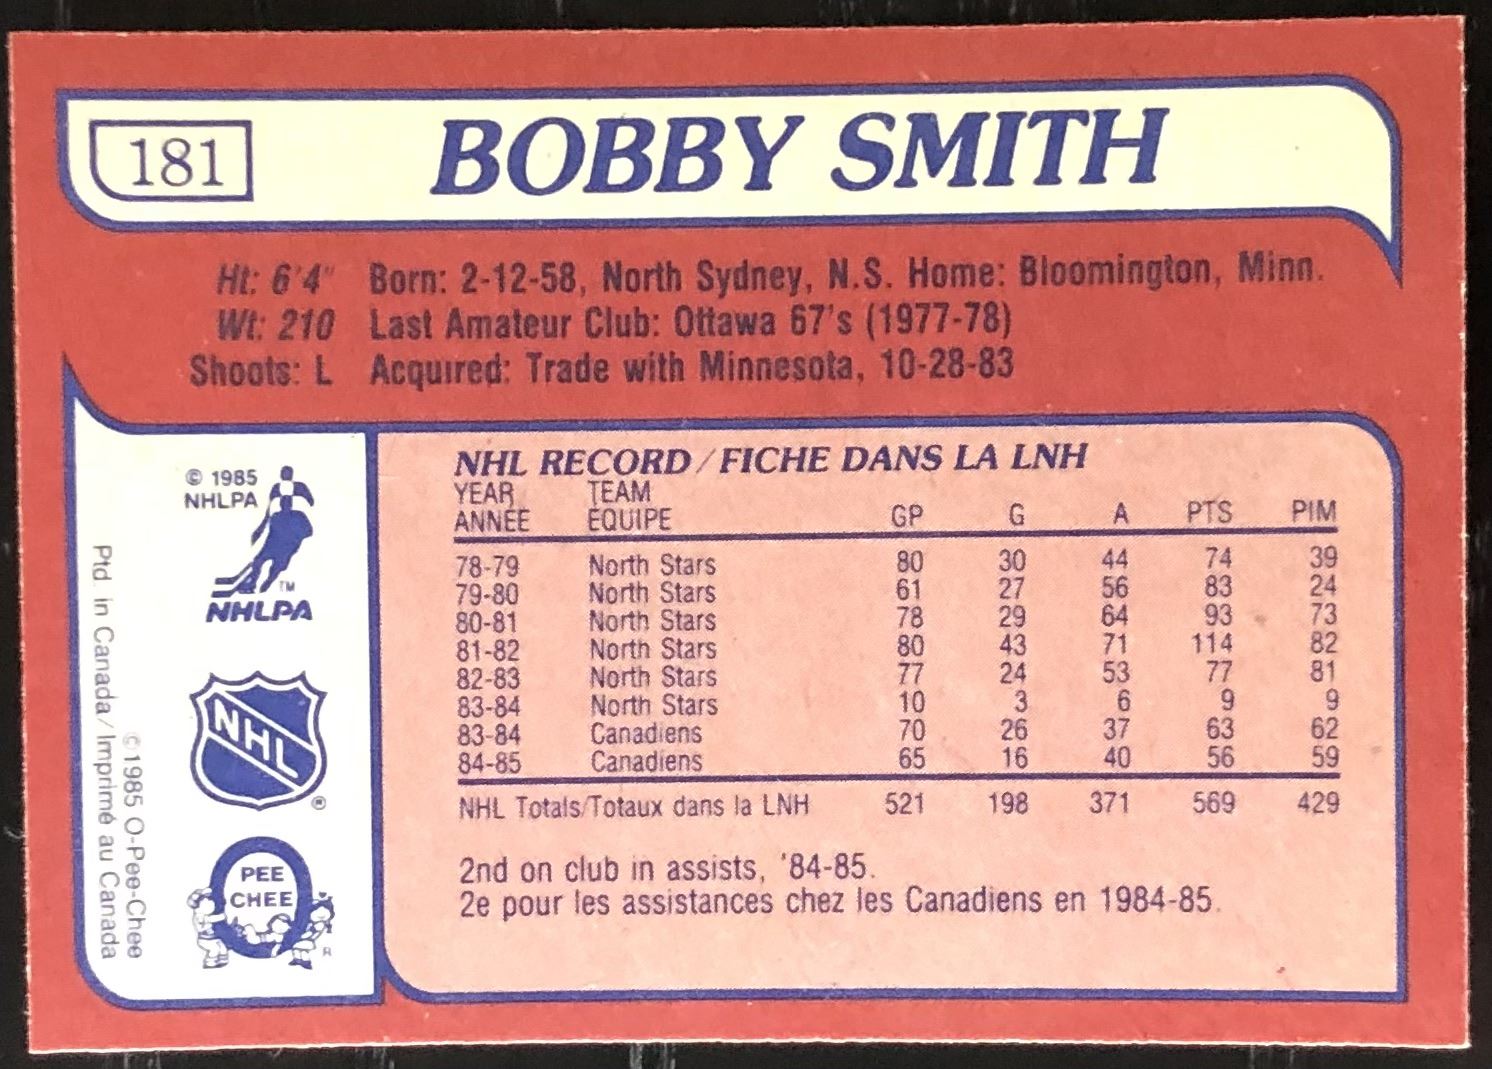 181
BOBBY SMITH
Ht: 6'4" Born: 2-12-58, North Sydney, N.S. Home: Bloomington, Minn.
Wt: 210 Last Amateur Club: Ottawa 67's (1977-78)
Shoots: L Acquired: Trade with Minnesota, 10-28-83
© 1985
NHLPA
TM
NHLPA
NHL
®
PEE
CHEE
R
©1985 O-Pee-Chee
Ptd. in Canada/Imprimé au Canada
NHL RECORD/FICHE DANS LA LNH
YEAR TEAM
ANNÉE ÉQUIPE GP G A PTS PIM
78-79 North Stars 80 30 44 74 39
79-80 North Stars 61 27 56 83 24
80-81 North Stars 78 29 64 93 73
81-82 North Stars 80 43 71 114 82
82-83 North Stars 77 24 53 77 81
83-84 North Stars 10 3 6 9 9
83-84 Canadiens 70 26 37 63 62
84-85 Canadiens 65 16 40 56 59
NHL Totals/Totaux dans la LNH 521 198 371 569 429
2nd on club in assists, '84-85.
2e pour les assistances chez les Canadiens en 1984-85.